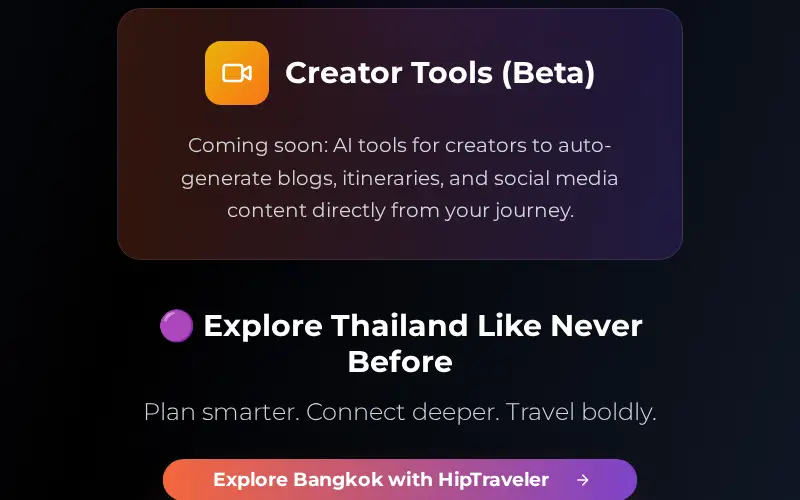 Creator Tools (Beta)
Coming soon: AI tools for creators to auto-
generate blogs, itineraries, and social media
content directly from your journey.
🟣 Explore Thailand Like Never
Before
Plan smarter. Connect deeper. Travel boldly.
Explore Bangkok with HipTraveler →